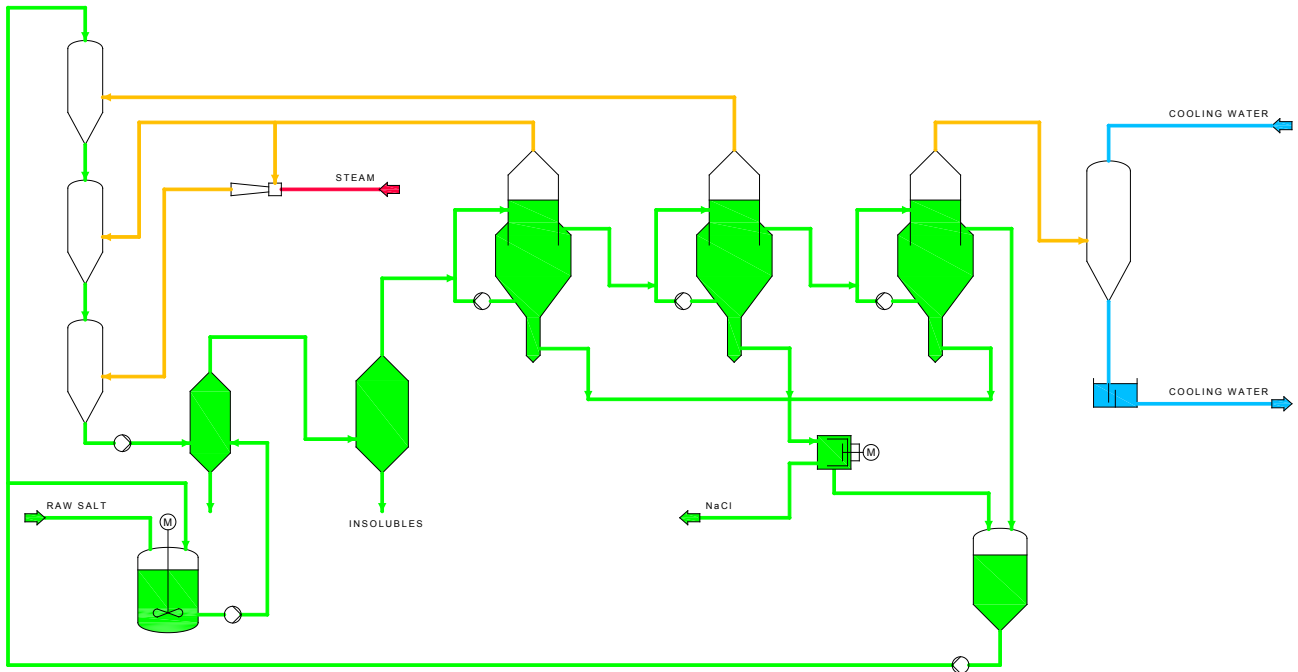 COOLING WATER
STEAM
COOLING WATER
M
RAW SALT
NaCl
M
INSOLUBLES